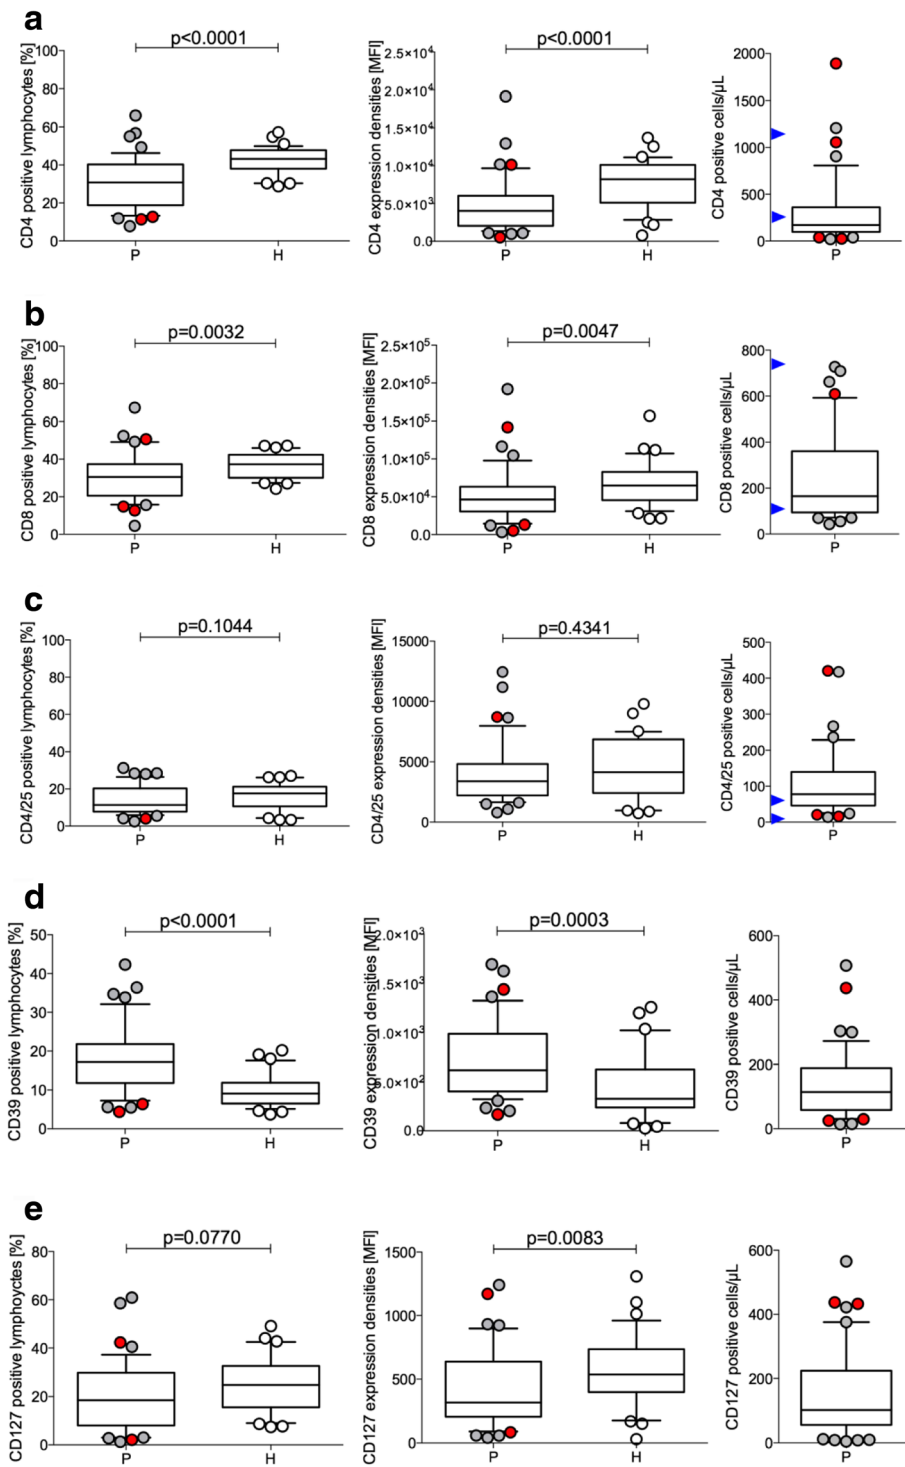 a
p<0.0001
CD4 positive lymphocytes [%]
100
80
60
40
20
0
P
H
p<0.0001
CD4 expression densities [MFI]
2.5×10⁴
2.0×10⁴
1.5×10⁴
1.0×10⁴
5.0×10³
0.0
P
H
CD4 positive cells/µL
2000
1500
1000
500
0
P
b
p=0.0032
CD8 positive lymphocytes [%]
100
80
60
40
20
0
P
H
p=0.0047
CD8 expression densities [MFI]
2.5×10⁵
2.0×10⁵
1.5×10⁵
1.0×10⁵
5.0×10⁴
0.0
P
H
CD8 positive cells/µL
800
600
400
200
0
P
c
p=0.1044
CD4/25 positive lymphocytes [%]
100
80
60
40
20
0
P
H
p=0.4341
CD4/25 expression densities [MFI]
15000
10000
5000
0
P
H
CD4/25 positive cells/µL
500
400
300
200
100
0
P
d
p<0.0001
CD39 positive lymphocytes [%]
50
40
30
20
10
0
P
H
p=0.0003
CD39 expression densities [MFI]
2.0×10³
1.5×10³
1.0×10³
5.0×10²
0.0
P
H
CD39 positive cells/µL
600
400
200
0
P
e
p=0.0770
CD127 positive lymphoyctes [%]
80
60
40
20
0
P
H
p=0.0083
CD127 expression densities [MFI]
1500
1000
500
0
P
H
CD127 positive cells/µL
600
400
200
0
P